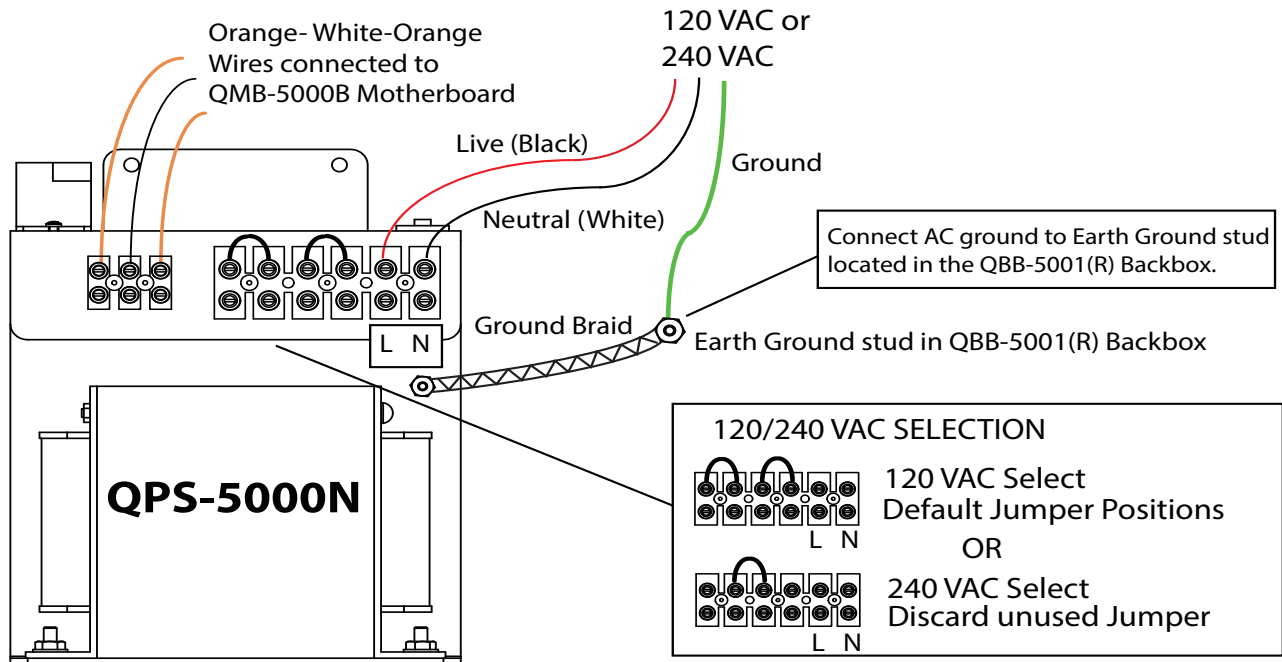 Orange- White-Orange
Wires connected to
QMB-5000B Motherboard
120 VAC or
240 VAC
Live (Black)
Ground
Neutral (White)
Connect AC ground to Earth Ground stud
located in the QBB-5001(R) Backbox.
Ground Braid
L N
Earth Ground stud in QBB-5001(R) Backbox
QPS-5000N
120/240 VAC SELECTION
120 VAC Select
Default Jumper Positions
L N
OR
240 VAC Select
Discard unused Jumper
L N